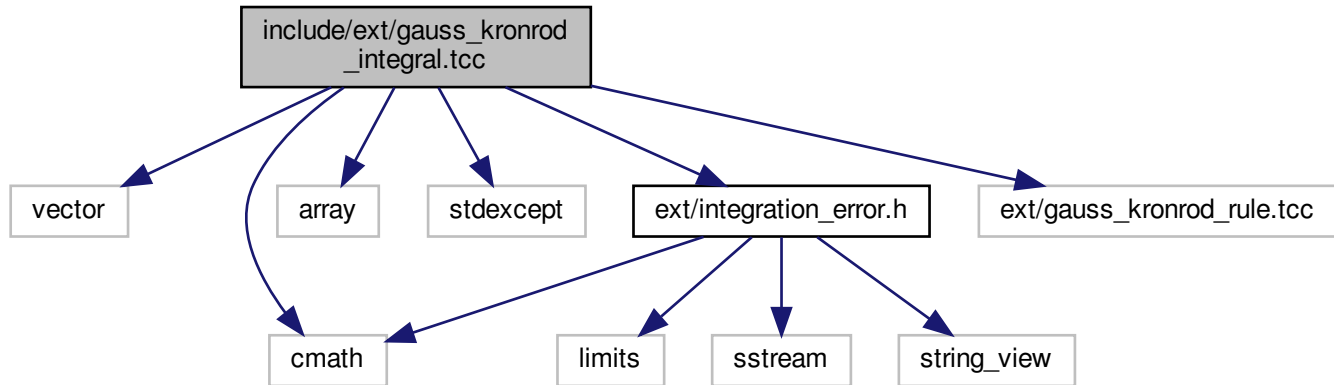 include/ext/gauss_kronrod
_integral.tcc
vector
array
stdexcept
ext/integration_error.h
ext/gauss_kronrod_rule.tcc
cmath
limits
sstream
string_view